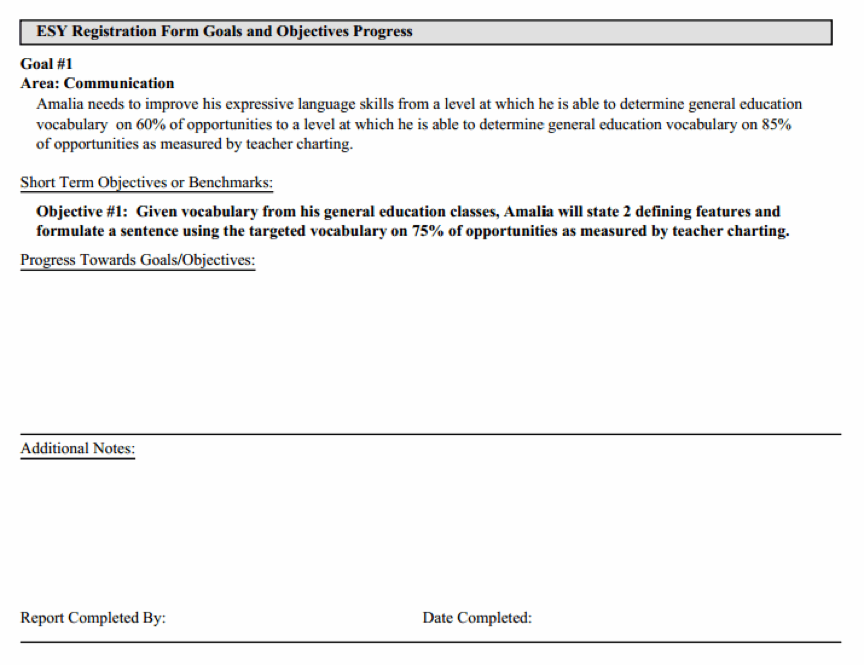 ESY Registration Form Goals and Objectives Progress
Goal #1
Area: Communication
Amalia needs to improve his expressive language skills from a level at which he is able to determine general education
vocabulary on 60% of opportunities to a level at which he is able to determine general education vocabulary on 85%
of opportunities as measured by teacher charting.
Short Term Objectives or Benchmarks:
Objective #1: Given vocabulary from his general education classes, Amalia will state 2 defining features and
formulate a sentence using the targeted vocabulary on 75% of opportunities as measured by teacher charting.
Progress Towards Goals/Objectives:
Additional Notes:
Report Completed By: Date Completed: